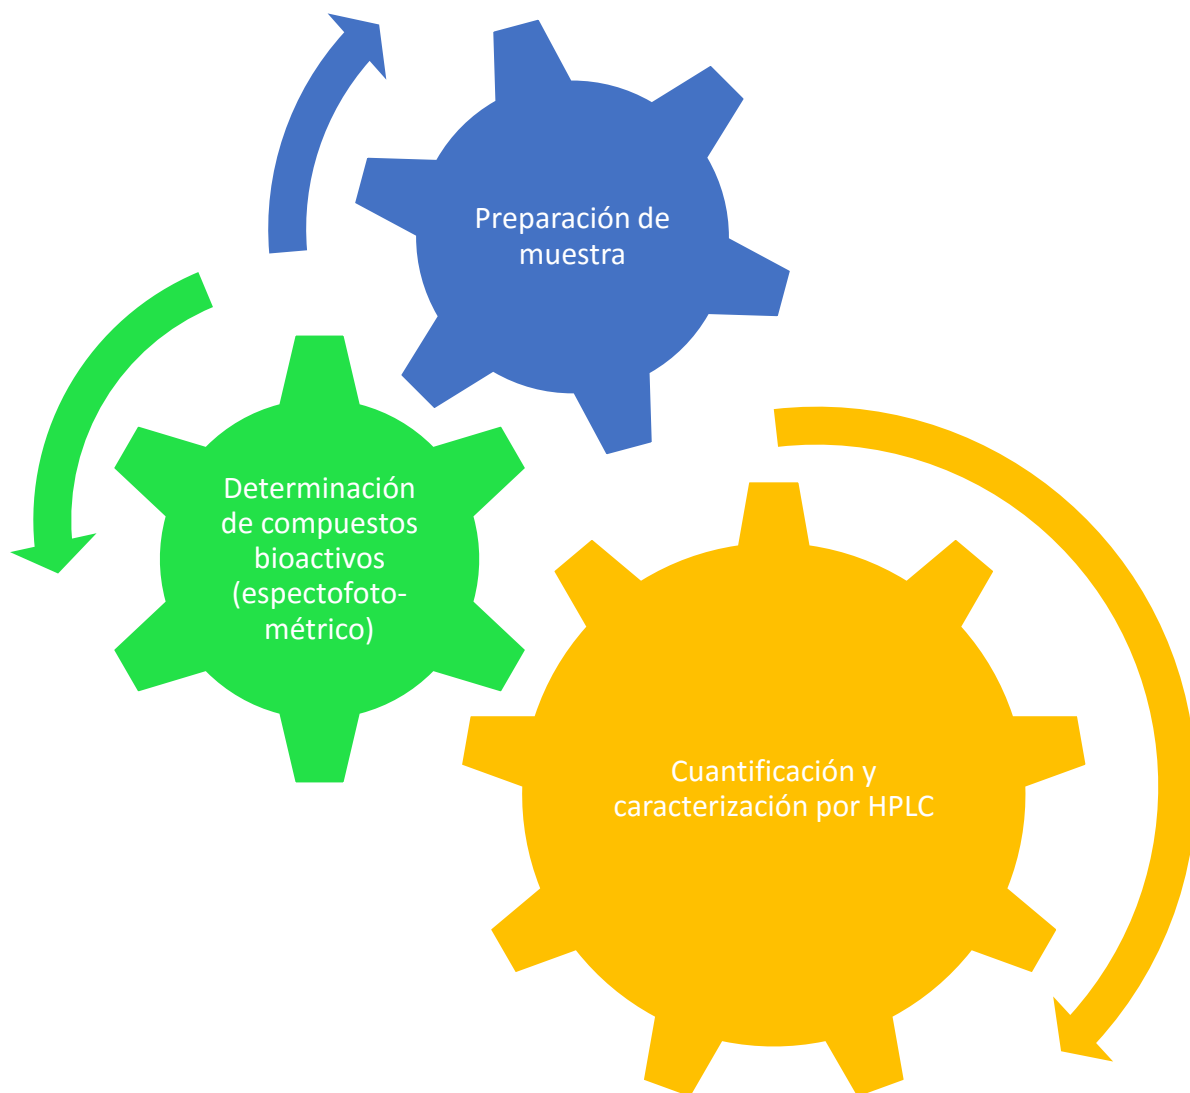 Preparación de
muestra
Determinación
de compuestos
bioactivos
(espectofoto-
métrico)
Cuantificación y
caracterización por HPLC